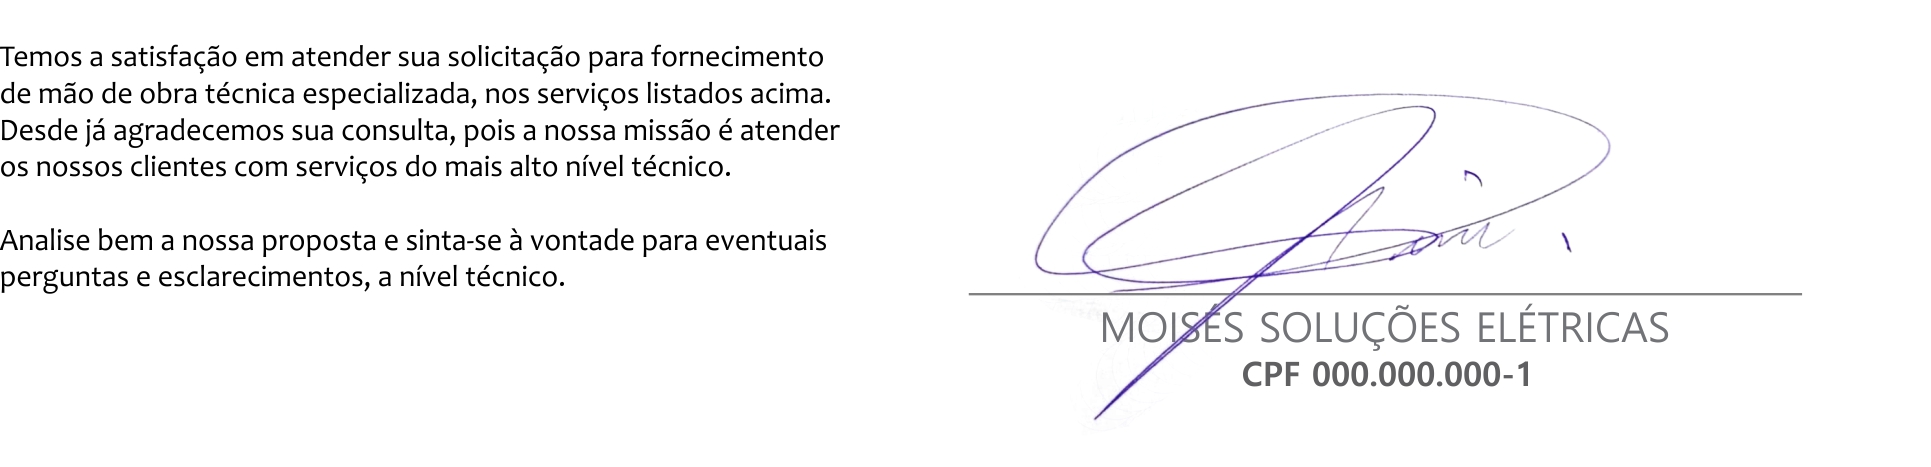 Temos a satisfação em atender sua solicitação para fornecimento
de mão de obra técnica especializada, nos serviços listados acima.
Desde já agradecemos sua consulta, pois a nossa missão é atender
os nossos clientes com serviços do mais alto nível técnico.
Analise bem a nossa proposta e sinta-se à vontade para eventuais
perguntas e esclarecimentos, a nível técnico.
MOISÉS SOLUÇÕES ELÉTRICAS
CPF 000.000.000-1